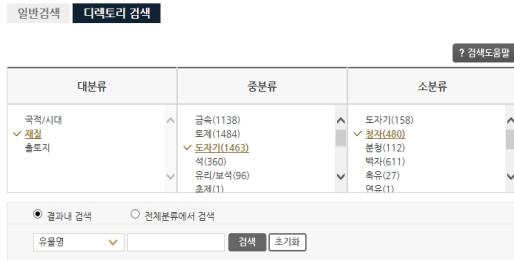 일반검색 디렉토리 검색
? 검색도움말
대분류 중분류 소분류
국적/시대 금속(1138) 도자기(158)
재질 토제(1484) 청자(480)
출토지 도자기(1463) 분청(112)
석(360) 백자(611)
유리/보석(96) 흑유(27)
초제(1) 연유(1)
결과내 검색 전체분류에서 검색
유물명 검색 초기화